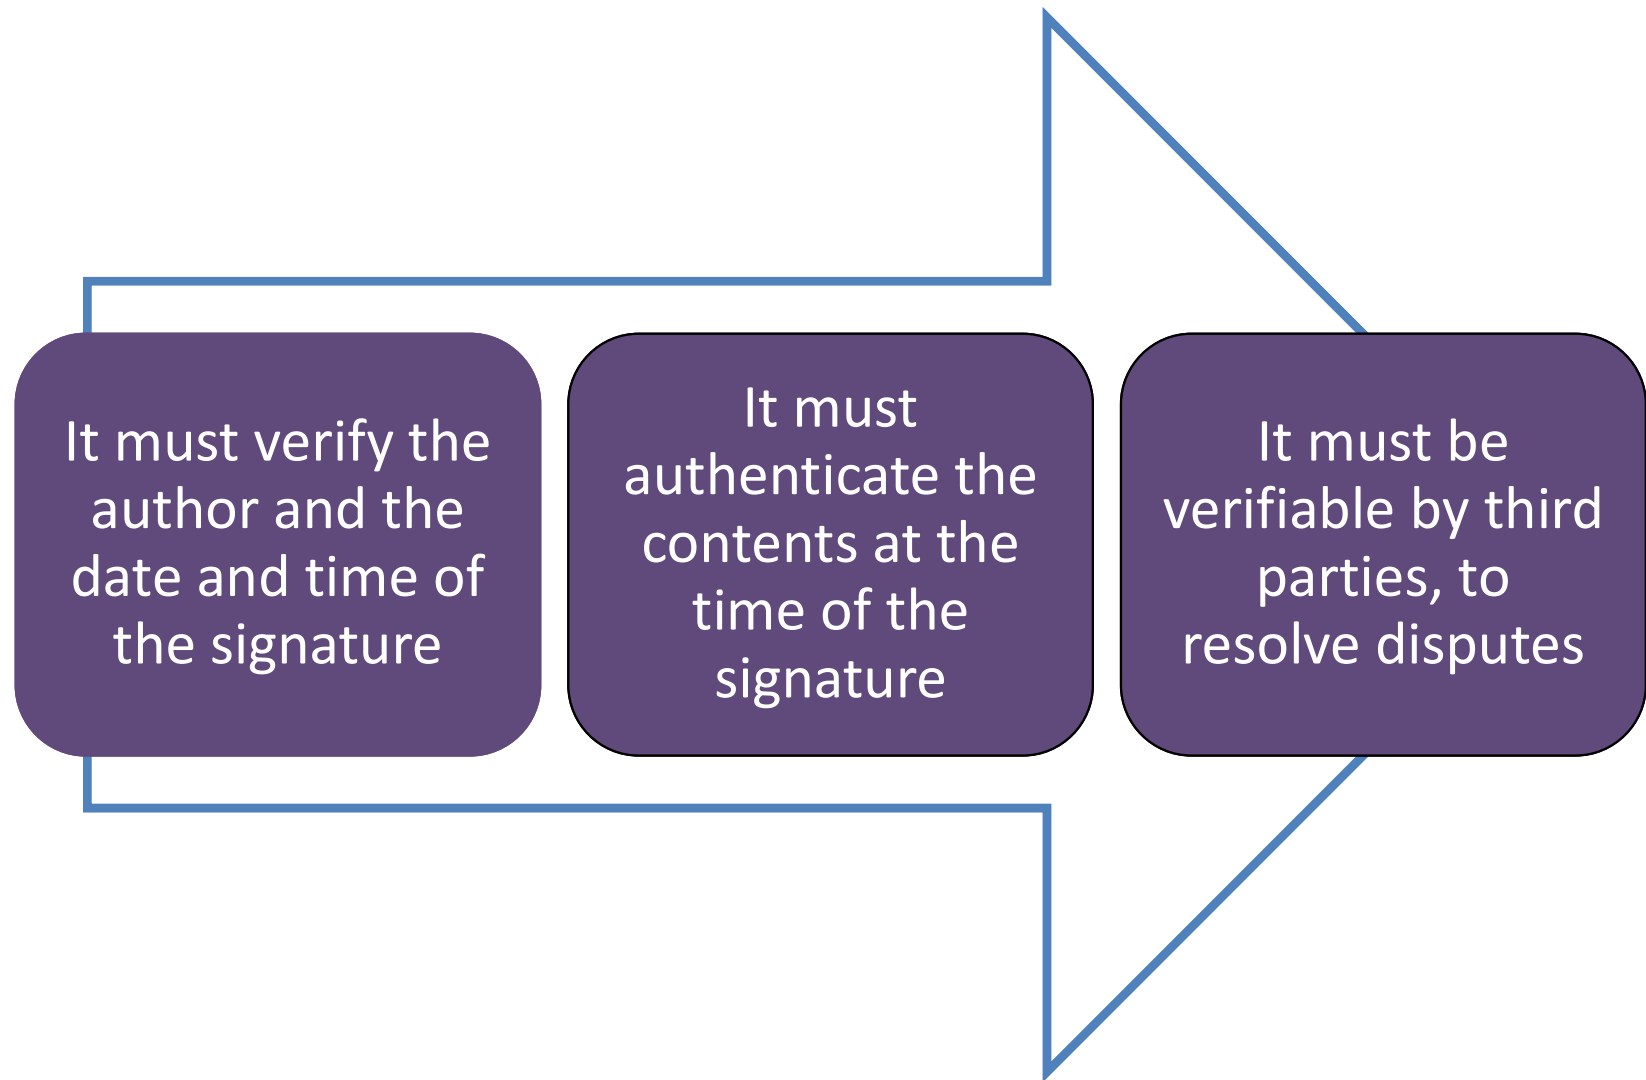 It must verify the
author and the
date and time of
the signature
It must
authenticate the
contents at the
time of the
signature
It must be
verifiable by third
parties, to
resolve disputes